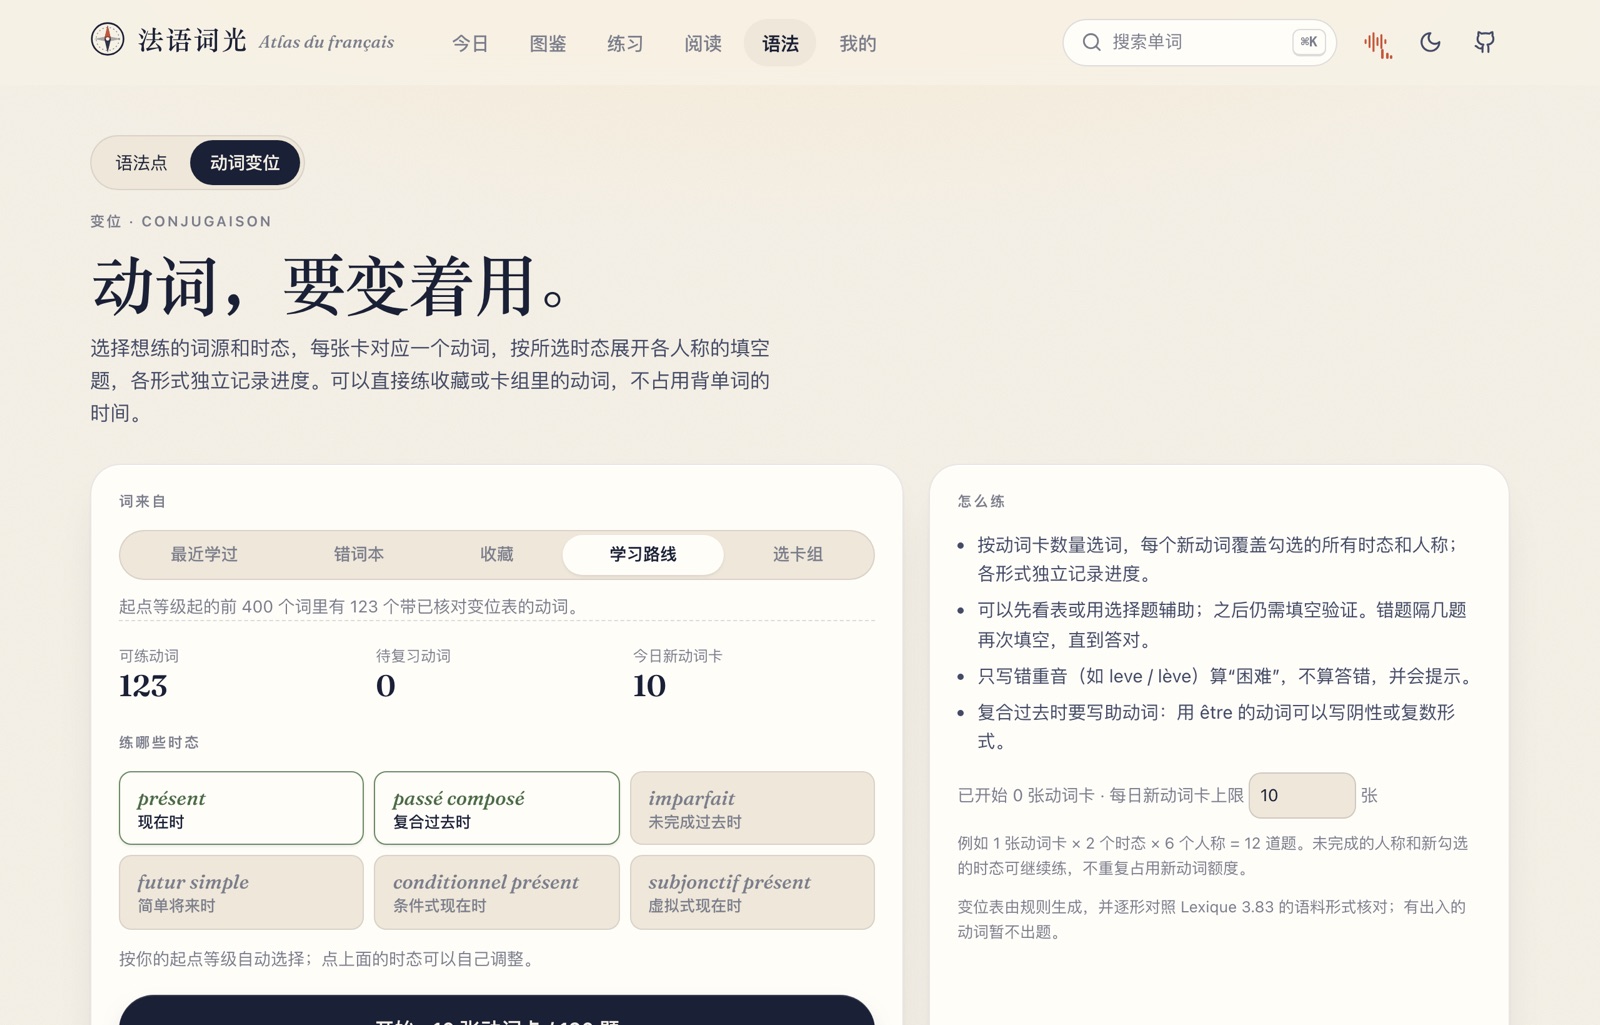 法语词光 Atlas du français 今日 图鉴 练习 阅读 语法 我的 搜索单词 ⌘K
语法点 动词变位
变位 · CONJUGAISON
动词，要变着用。
选择想练的词源和时态，每张卡对应一个动词，按所选时态展开各人称的填空
题，各形式独立记录进度。可以直接练收藏或卡组里的动词，不占用背单词的
时间。
词来自
最近学过 错词本 收藏 学习路线 选卡组
起点等级起的前 400 个词里有 123 个带已核对变位表的动词。
可练动词 待复习动词 今日新动词卡
123 0 10
练哪些时态
présent passé composé imparfait
现在时 复合过去时 未完成过去时
futur simple conditionnel présent subjonctif présent
简单将来时 条件式现在时 虚拟式现在时
按你的起点等级自动选择；点上面的时态可以自己调整。
怎么练
按动词卡数量选词，每个新动词覆盖勾选的所有时态和人称；
各形式独立记录进度。
可以先看表或用选择题辅助；之后仍需填空验证。错题隔几题
再次填空，直到答对。
只写错重音（如 leve / lève）算“困难”，不算答错，并会提示。
复合过去时要写助动词：用 être 的动词可以写阴性或复数形
式。
已开始 0 张动词卡 · 每日新动词卡上限 10 张
例如 1 张动词卡 × 2 个时态 × 6 个人称 = 12 道题。未完成的人称和新勾选
的时态可继续练，不重复占用新动词额度。
变位表由规则生成，并逐形对照 Lexique 3.83 的语料形式核对；有出入的
动词暂不出题。